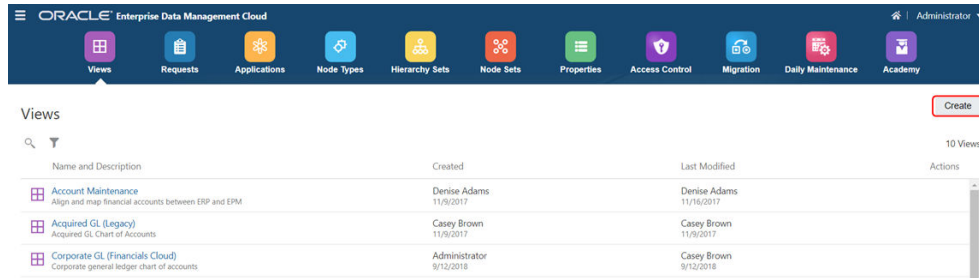 ORACLE® Enterprise Data Management Cloud
Administrator
Views Requests Applications Node Types Hierarchy Sets Node Sets Properties Access Control Migration Daily Maintenance Academy
Views
Create
10 Views
Name and Description Created Last Modified Actions
Account Maintenance Denise Adams Denise Adams
Align and map financial accounts between ERP and EPM 11/9/2017 11/16/2017
Acquired GL (Legacy) Casey Brown Casey Brown
Acquired GL Chart of Accounts 11/9/2017 11/9/2017
Corporate GL (Financials Cloud) Administrator Casey Brown
Corporate general ledger chart of accounts 9/12/2018 9/12/2018